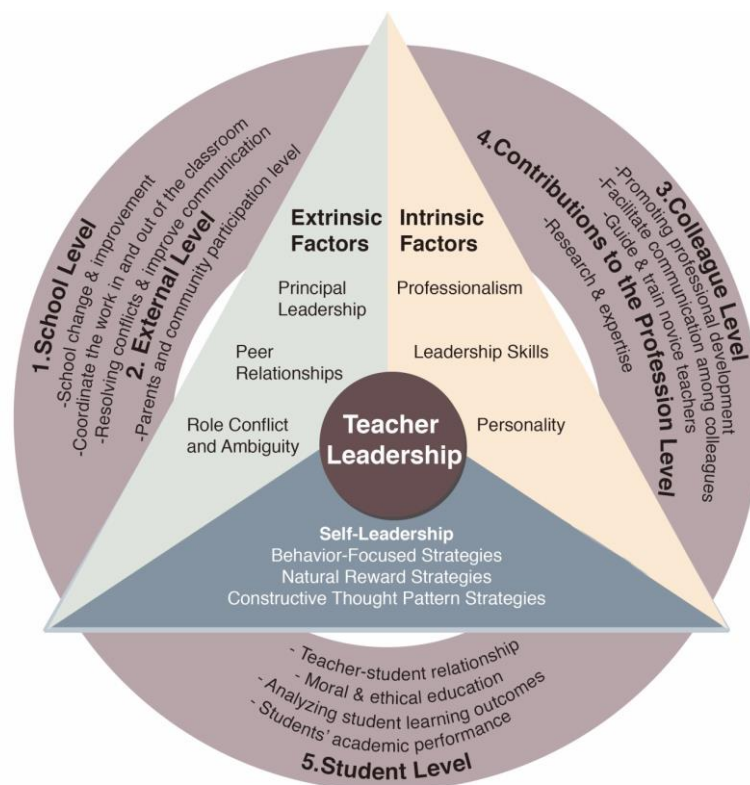 1.School Level
-School change & improvement
-Coordinate the work in and out of the classroom
-Resolving conflicts & improve communication
2. External Level
-Parents and community participation level
Extrinsic
Factors
Principal
Leadership
Peer
Relationships
Role Conflict
and Ambiguity
Intrinsic
Factors
Professionalism
Leadership Skills
Personality
Teacher
Leadership
Self-Leadership
Behavior-Focused Strategies
Natural Reward Strategies
Constructive Thought Pattern Strategies
3.Colleague Level
-Promoting professional development
-Facilitate communication among colleagues
-Guide & train novice teachers
4.Contributions to the Profession Level
-Research & expertise
- Teacher-student relationship
- Moral & ethical education
- Analyzing student learning outcomes
- Students' academic performance
5.Student Level